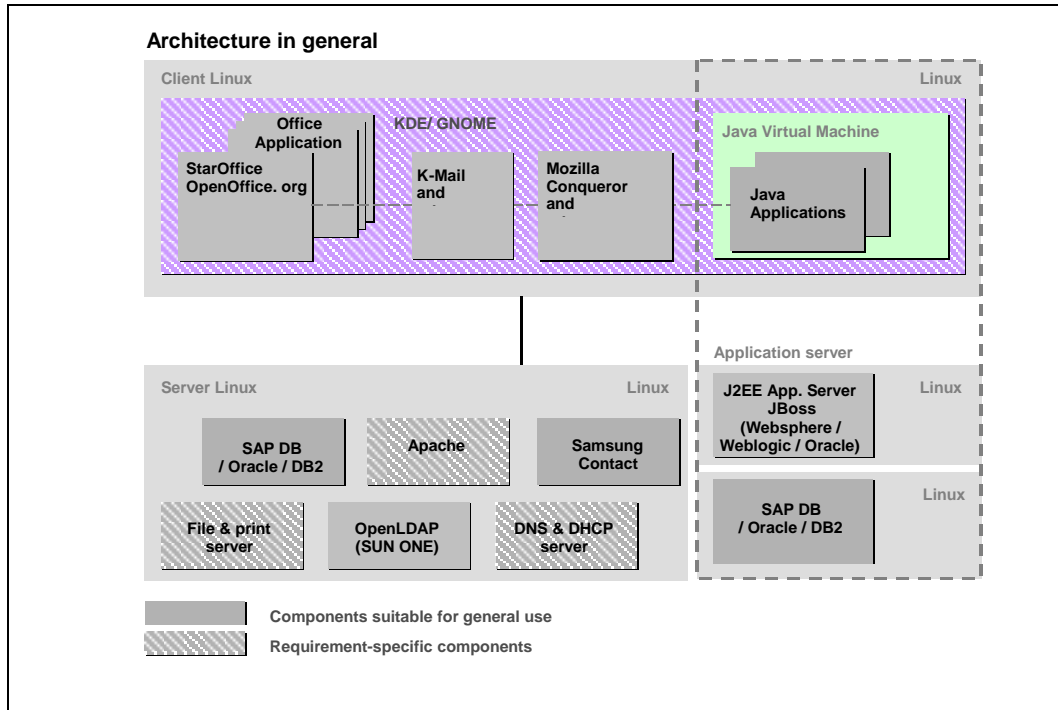 Architecture in general
Client Linux
Linux
Office
Application
KDE/ GNOME
Java Virtual Machine
StarOffice
OpenOffice. org
K-Mail
and
Mozilla
Conqueror
and
Java
Applications
Application server
Server Linux
Linux
J2EE App. Server
JBoss
(Websphere /
Weblogic / Oracle)
Linux
SAP DB
/ Oracle / DB2
Apache
Samsung
Contact
Linux
SAP DB
/ Oracle / DB2
File & print
server
OpenLDAP
(SUN ONE)
DNS & DHCP
server
Components suitable for general use
Requirement-specific components